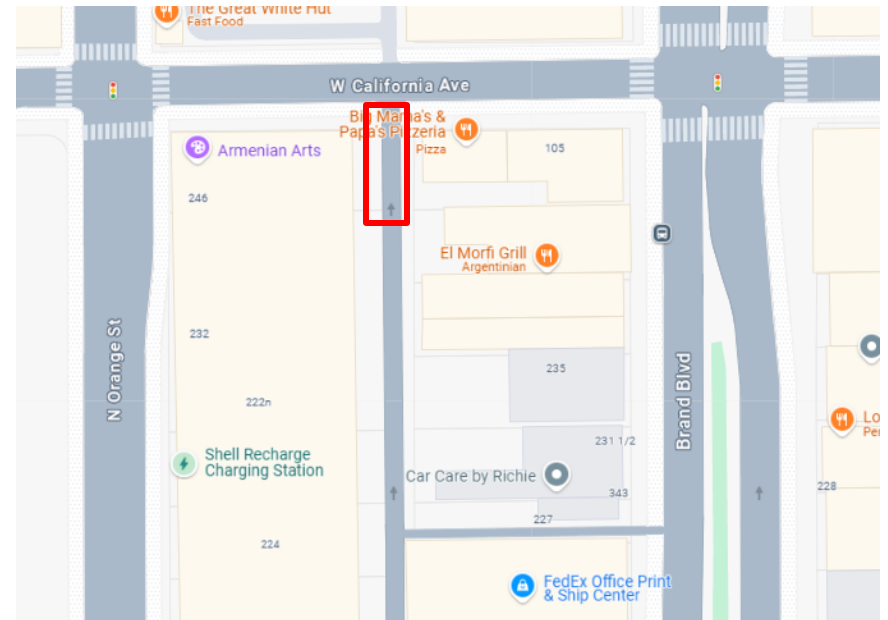 The Great White Hut
Fast Food
W California Ave
Big Mama's &
Papa's Pizzeria
Pizza
Armenian Arts
105
246
El Morfi Grill
Argentinian
232
N Orange St
235
Brand Blvd
222n
Lo
Per
231 1/2
Shell Recharge
Charging Station
Car Care by Richie
343
228
227
224
FedEx Office Print
& Ship Center